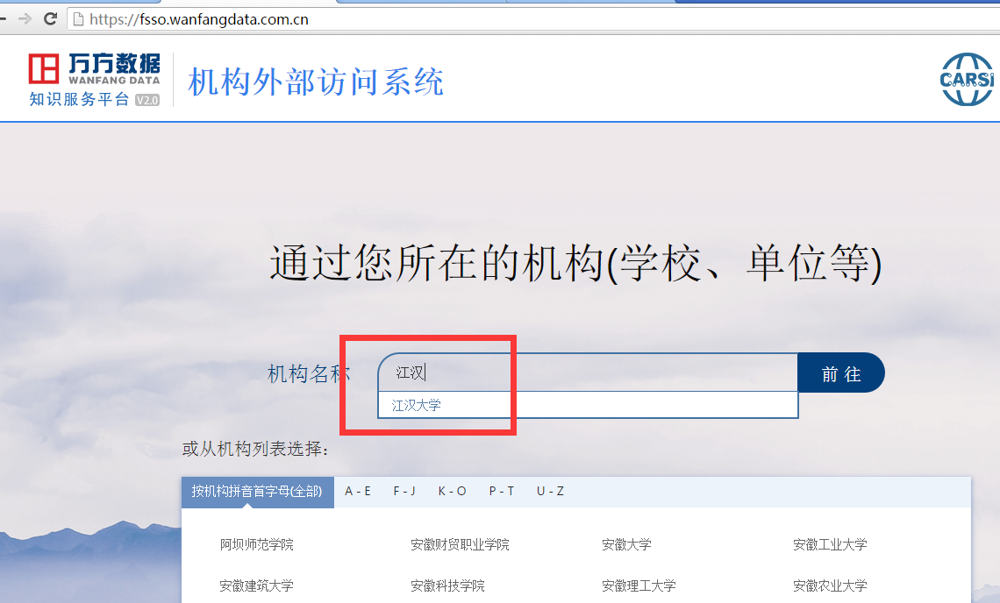 https://fsso.wanfangdata.com.cn
万方数据
WANFANG DATA
知识服务平台 V2.0
机构外部访问系统
CARSI
通过您所在的机构(学校、单位等)
机构名称 江汉 前往
江汉大学
或从机构列表选择：
按机构拼音首字母(全部) A - E F - J K - O P - T U - Z
阿坝师范学院 安徽财贸职业学院 安徽大学 安徽工业大学
安徽建筑大学 安徽科技学院 安徽理工大学 安徽农业大学